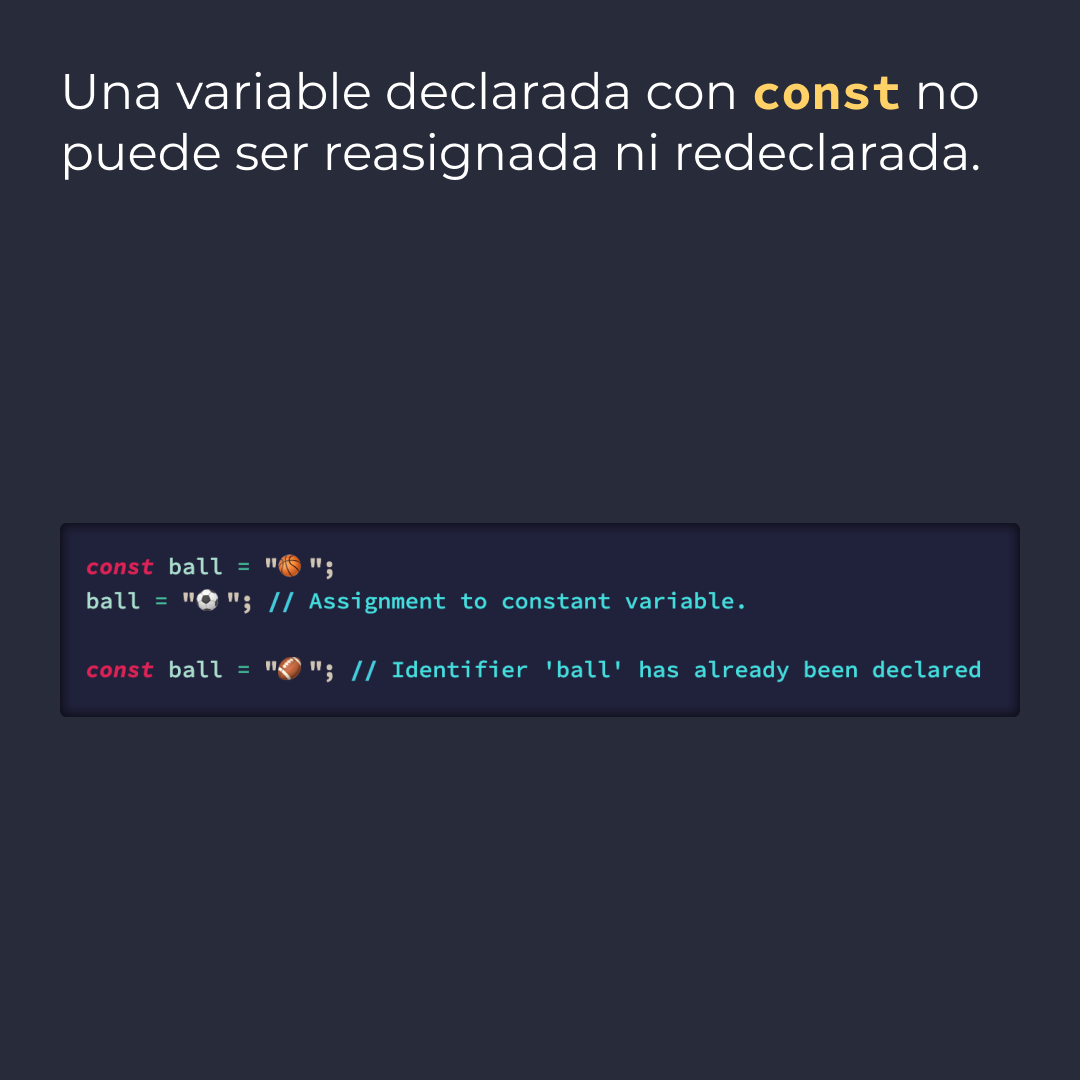 Una variable declarada con const no
puede ser reasignada ni redeclarada.
const ball = "🏀";
ball = "⚽"; // Assignment to constant variable.
const ball = "🏈"; // Identifier 'ball' has already been declared